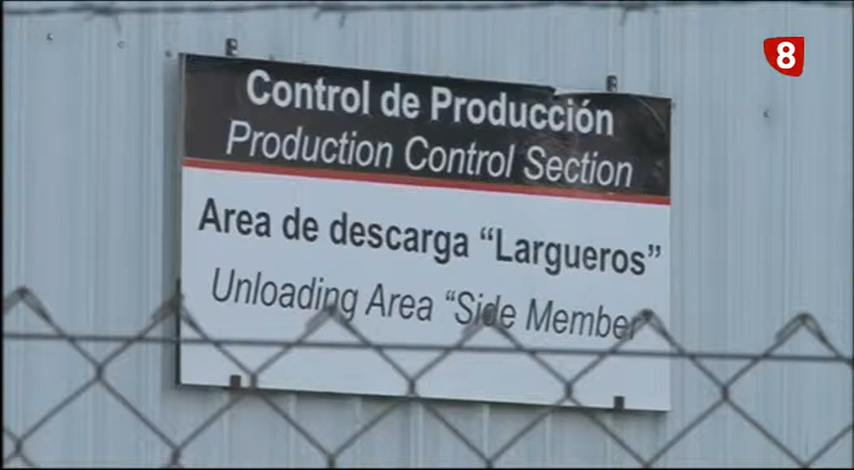 8
Control de Producción
Production Control Section
Area de descarga “Largueros”
Unloading Area “Side Member